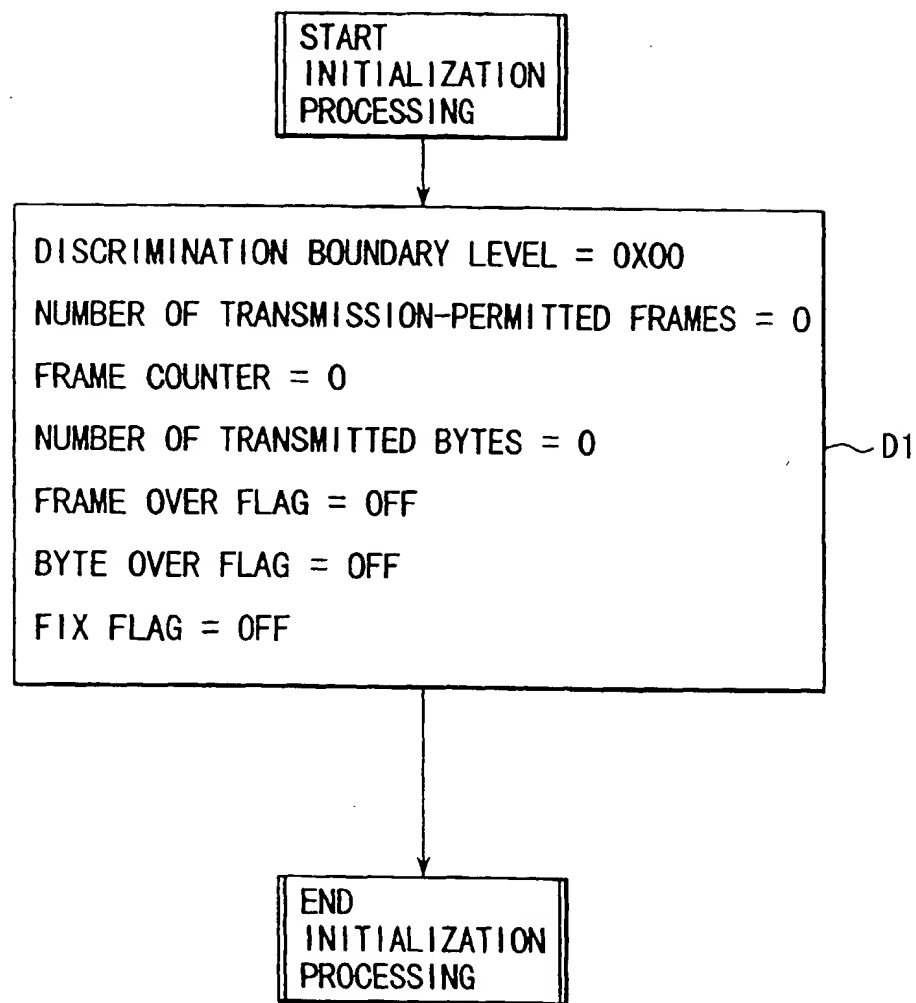 START
INITIALIZATION
PROCESSING
DISCRIMINATION BOUNDARY LEVEL = 0X00
NUMBER OF TRANSMISSION-PERMITTED FRAMES = 0
FRAME COUNTER = 0
NUMBER OF TRANSMITTED BYTES = 0
FRAME OVER FLAG = OFF
BYTE OVER FLAG = OFF
FIX FLAG = OFF
D1
END
INITIALIZATION
PROCESSING